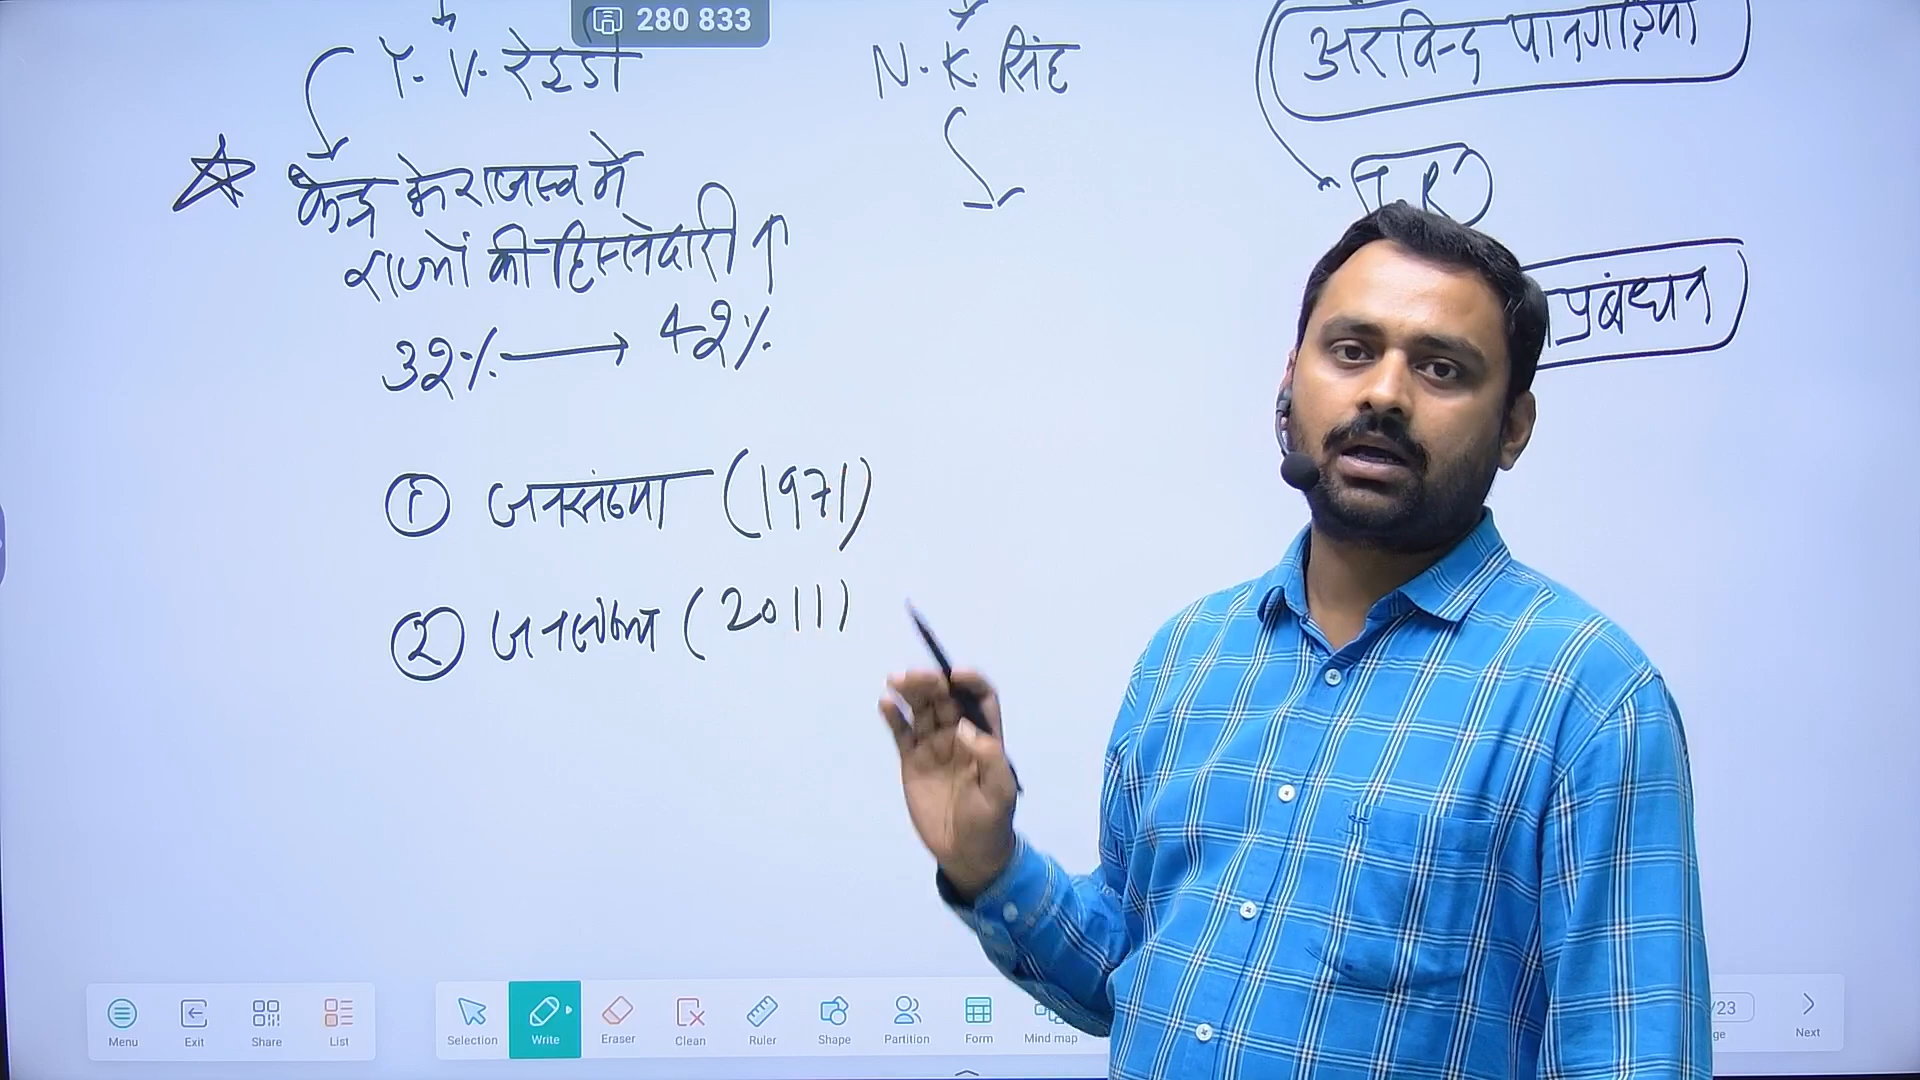 280 833
Y. V. रेड्डी
N. K. सिंह
अरविन्द पानगड़िया
केन्द्र के राजस्व में
राज्यों की हिस्सेदारी ↑
32% → 42%
प्रबंधन
① जनसंख्या (1971)
② जनसंख्या (2011)
Menu Exit Share List Selection Write Eraser Clean Ruler Shape Partition Form Mind map /23 Next